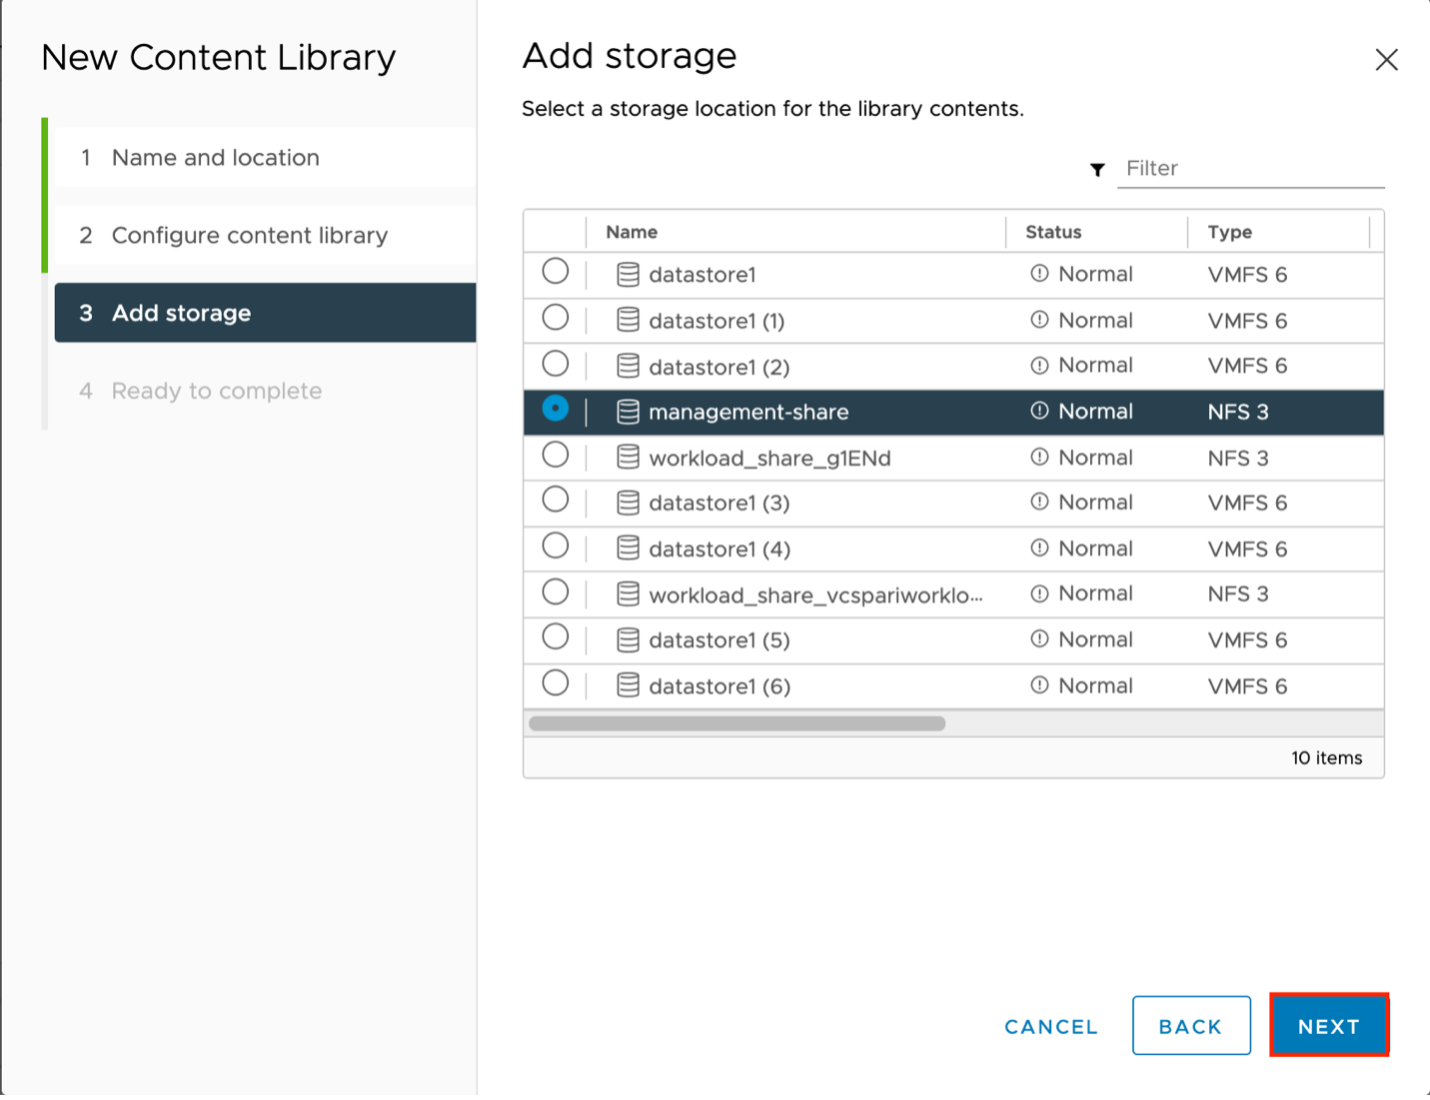 New Content Library
1 Name and location
2 Configure content library
3 Add storage
4 Ready to complete
Add storage
Select a storage location for the library contents.
Filter
Name Status Type
datastore1 Normal VMFS 6
datastore1 (1) Normal VMFS 6
datastore1 (2) Normal VMFS 6
management-share Normal NFS 3
workload_share_g1ENd Normal NFS 3
datastore1 (3) Normal VMFS 6
datastore1 (4) Normal VMFS 6
workload_share_vcspariworklo... Normal NFS 3
datastore1 (5) Normal VMFS 6
datastore1 (6) Normal VMFS 6
10 items
CANCEL BACK NEXT